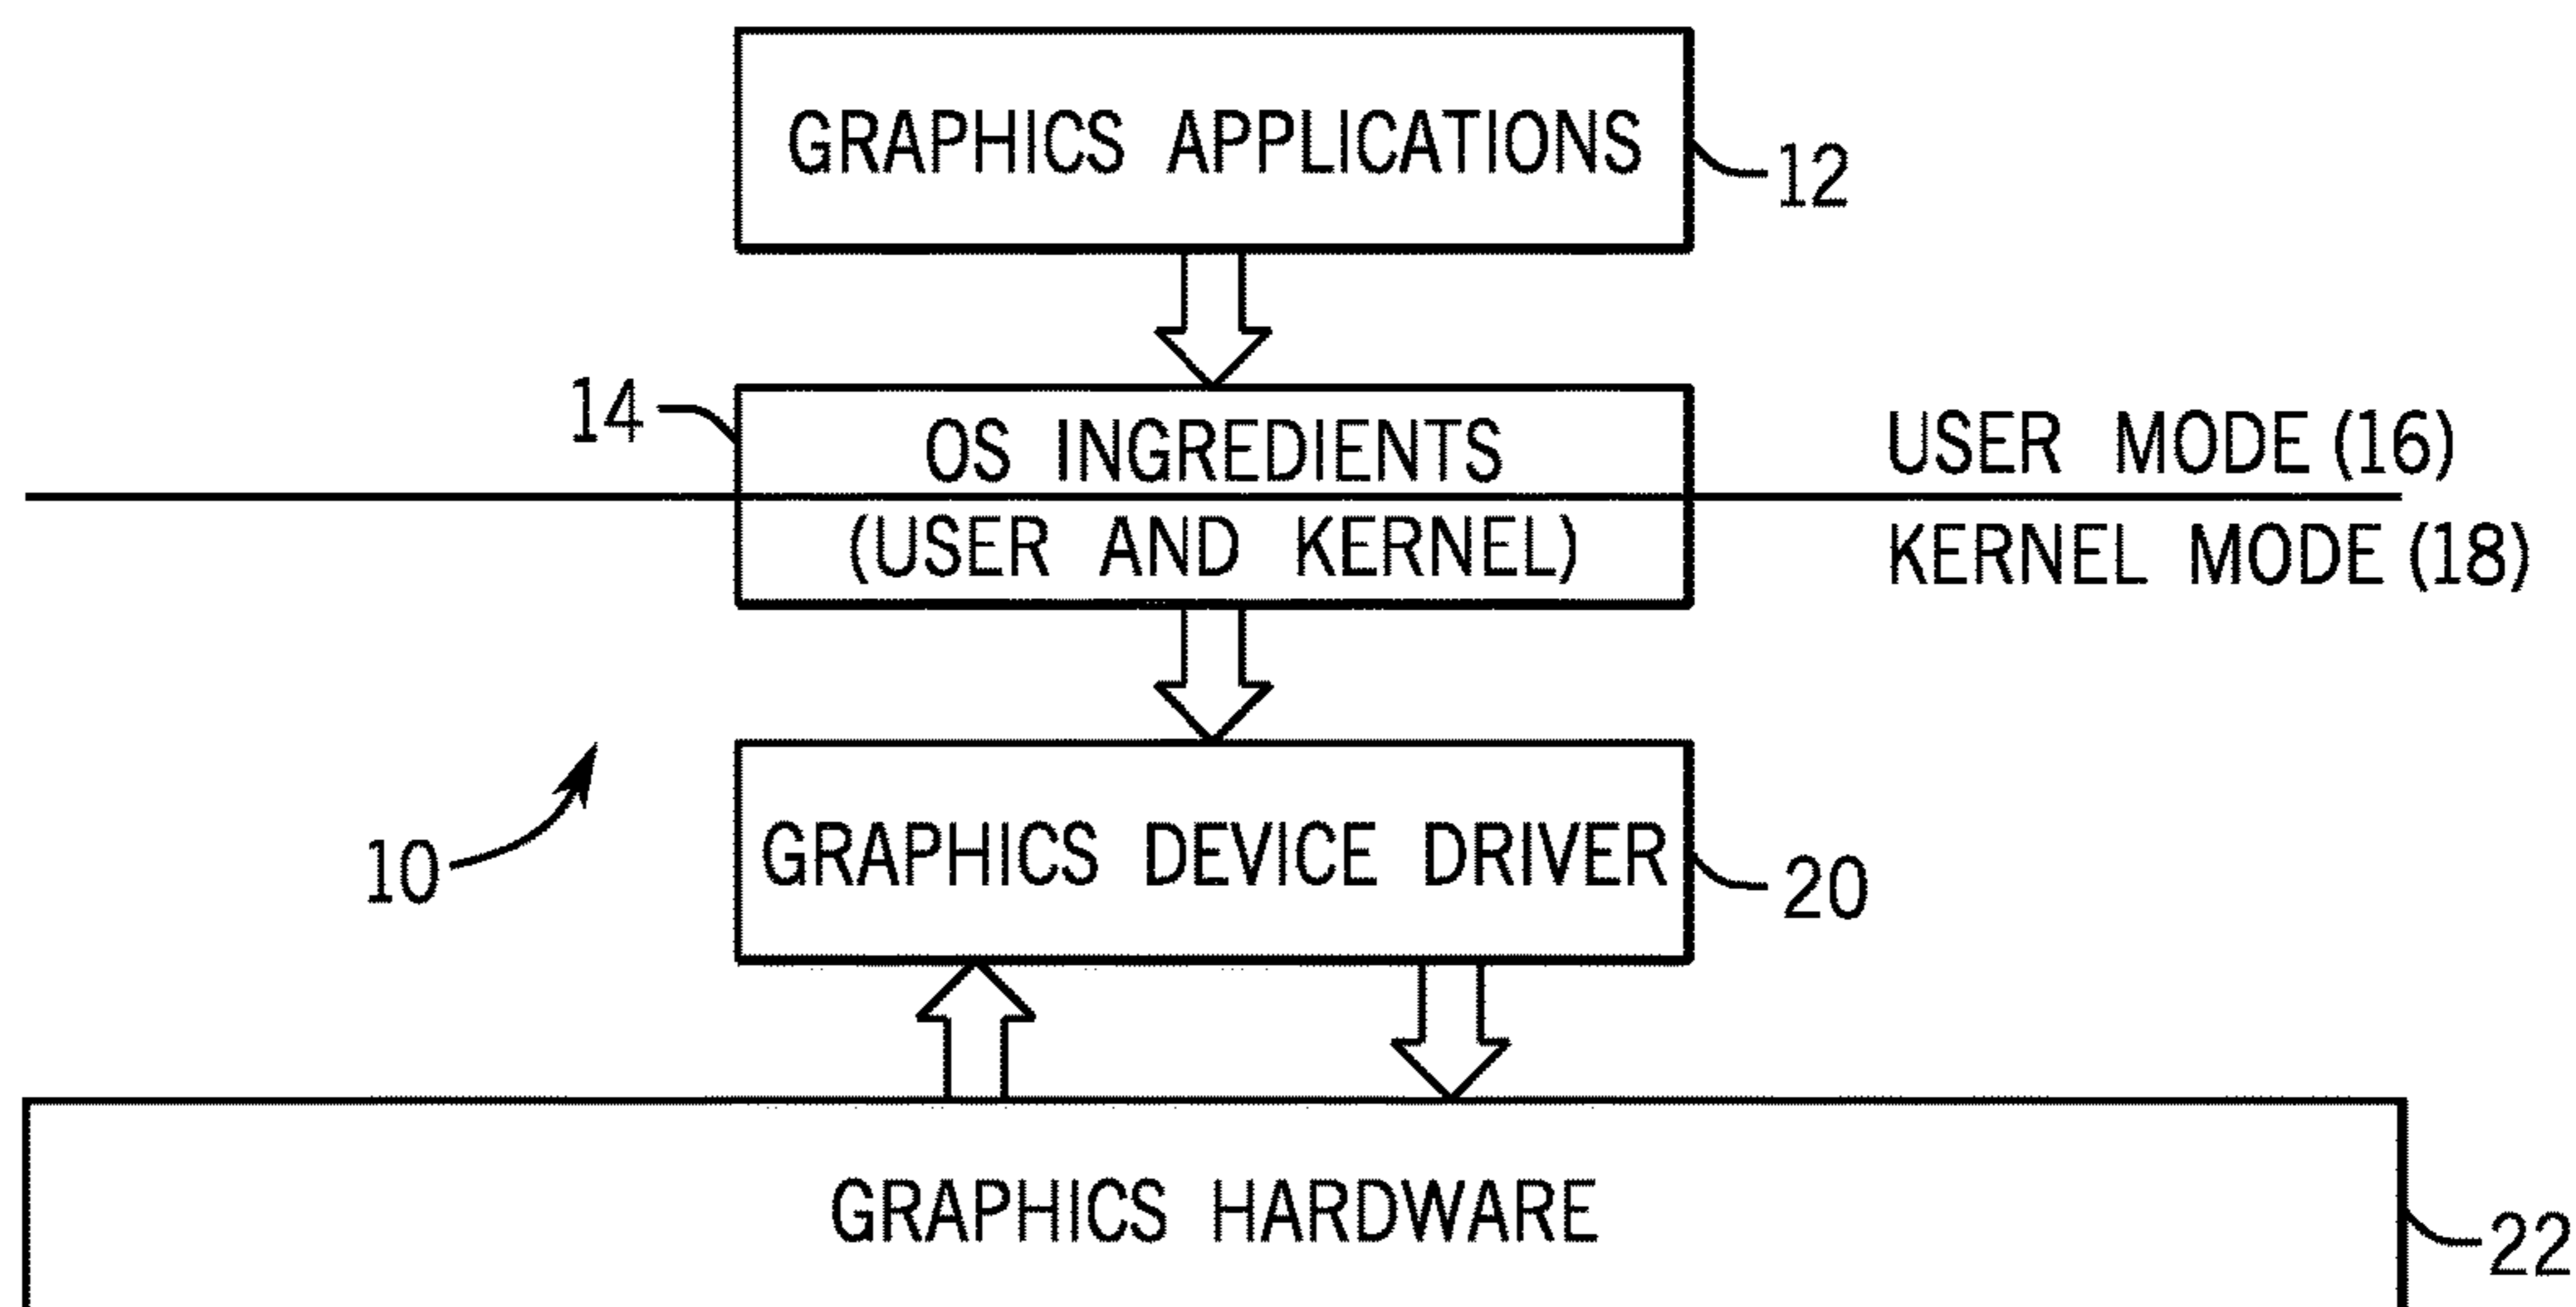 GRAPHICS APPLICATIONS
12
14
OS INGREDIENTS
(USER AND KERNEL)
USER MODE (16)
KERNEL MODE (18)
10
GRAPHICS DEVICE DRIVER
20
GRAPHICS HARDWARE
22